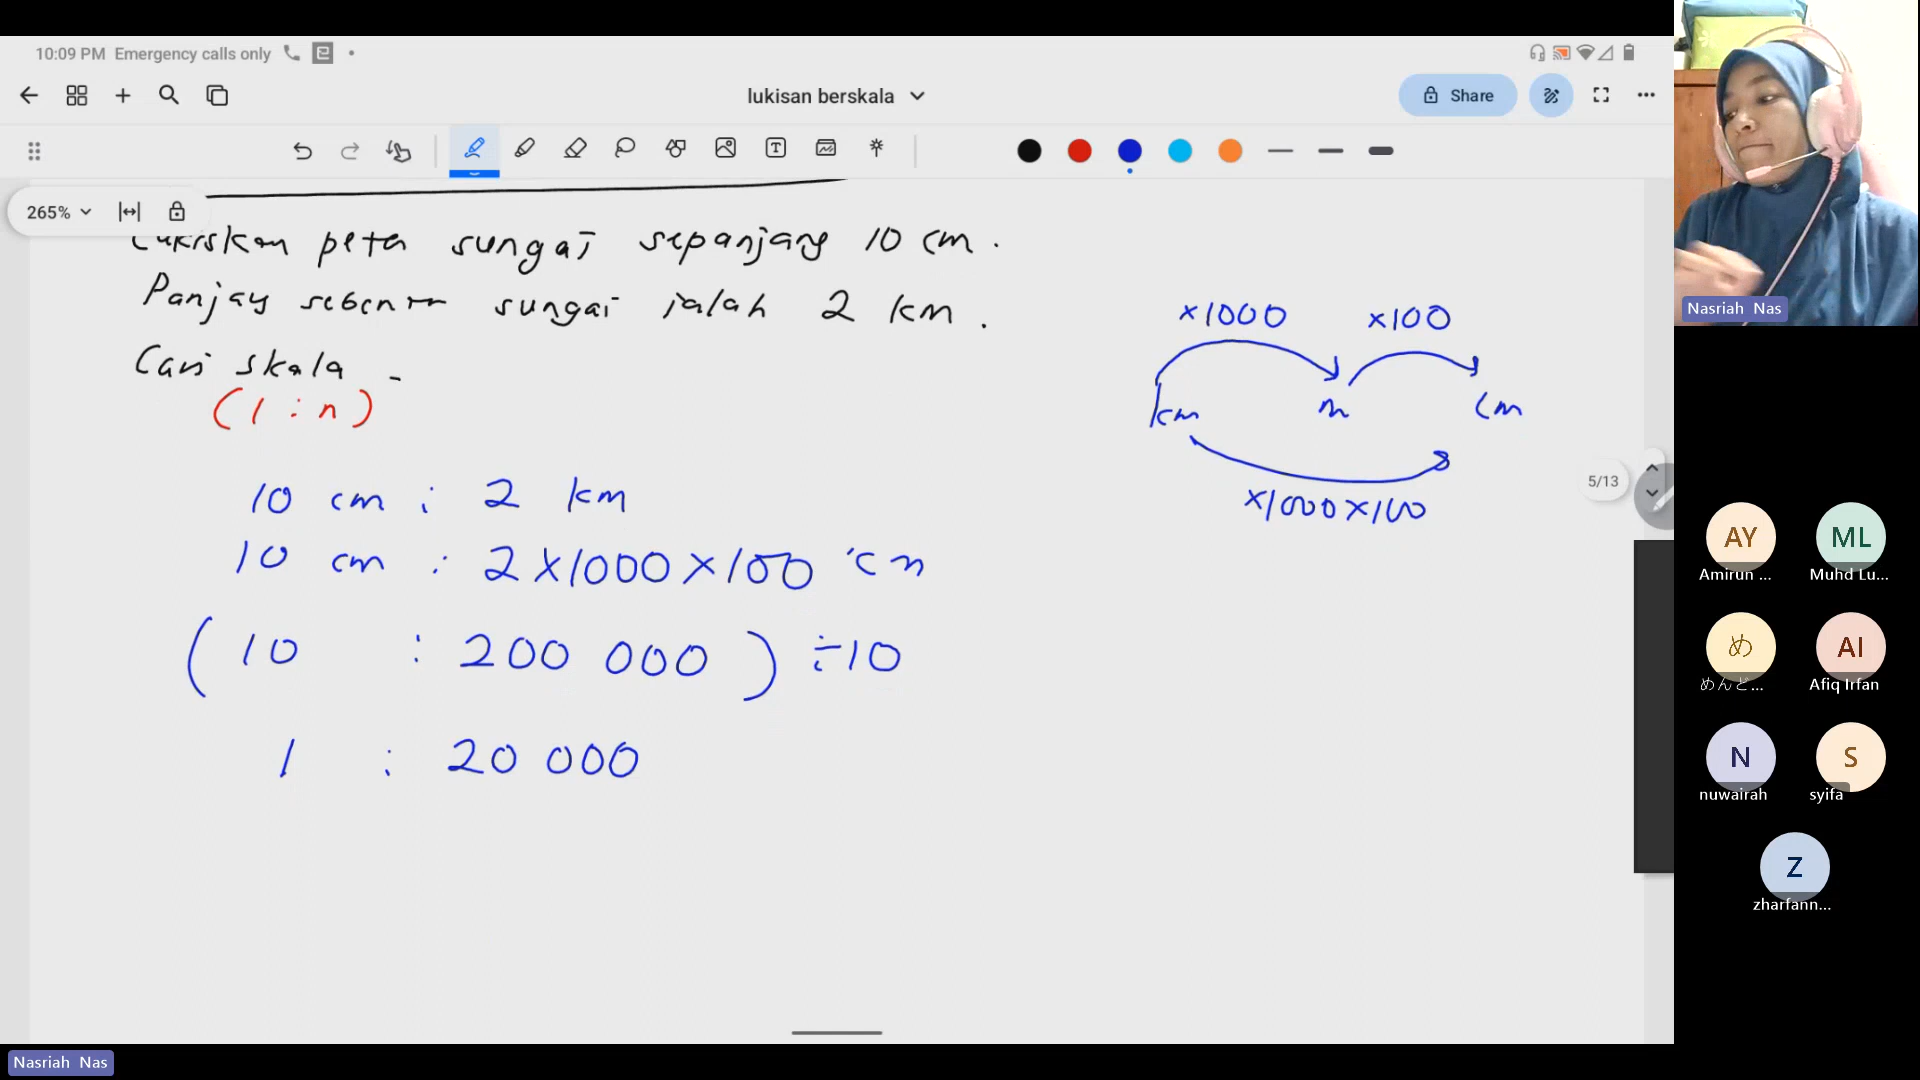 10:09 PM Emergency calls only
lukisan berskala
Share
265%
Lukiskan peta sungai sepanjang 10 cm.
Panjang sebenar sungai ialah 2 km.
Cari skala
(1 : n)
10 cm : 2 km
10 cm : 2 × 1000 × 100 cm
(10 : 200 000) ÷ 10
1 : 20 000
×1000 ×100
km m cm
×1000×100
5/13
Nasriah Nas
AY
Amirun ...
ML
Muhd Lu...
め
めんど...
AI
Afiq Irfan
N
nuwairah
S
syifa
Z
zharfann...
Nasriah Nas